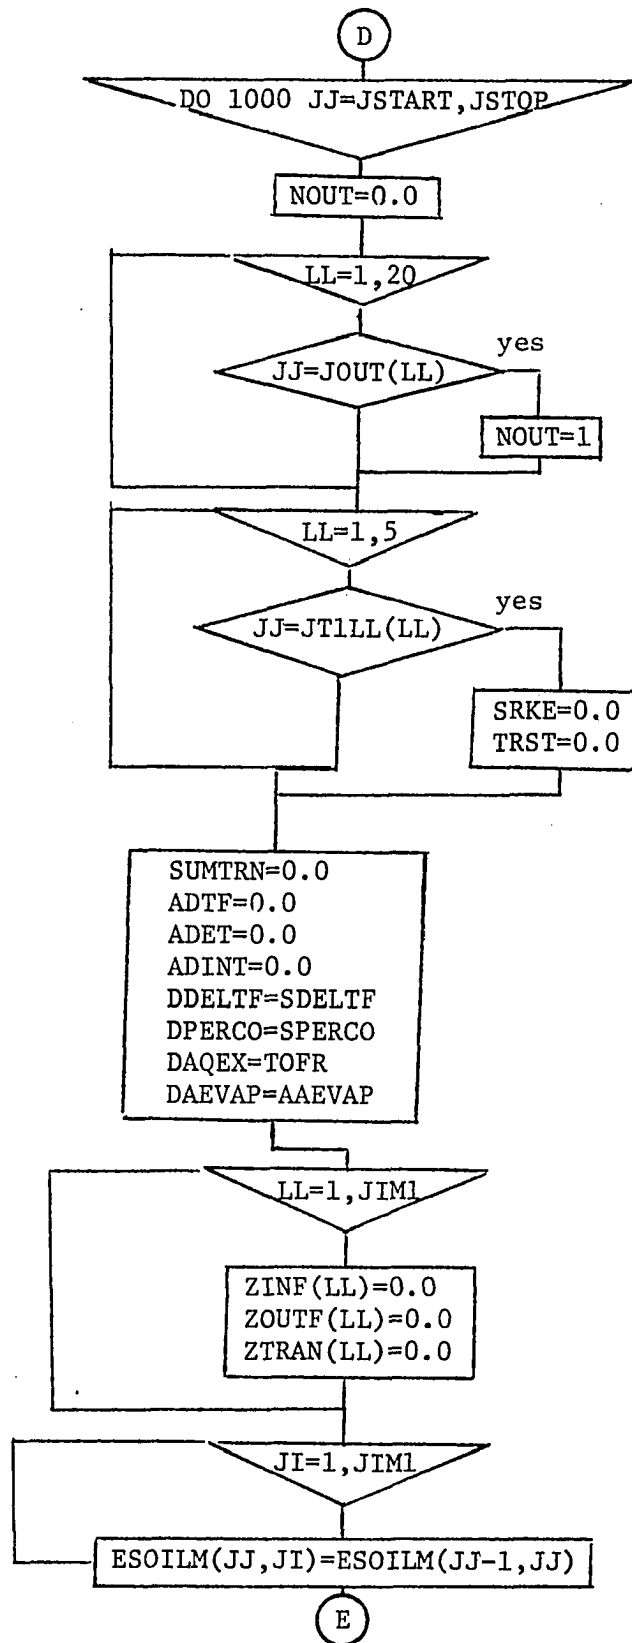 D
DO 1000 JJ=JSTART,JSTOP
NOUT=0.0
LL=1,20
yes
JJ=JOUT(LL)
NOUT=1
LL=1,5
yes
JJ=JT1LL(LL)
SRKE=0.0
TRST=0.0
SUMTRN=0.0
ADTF=0.0
ADET=0.0
ADINT=0.0
DDELTF=SDELTF
DPERCO=SPERCO
DAQEX=TOFR
DAEVAP=AAEVAP
LL=1,JIM1
ZINF(LL)=0.0
ZOUTF(LL)=0.0
ZTRAN(LL)=0.0
JI=1,JIM1
ESOILM(JJ,JI)=ESOILM(JJ-1,JJ)
E